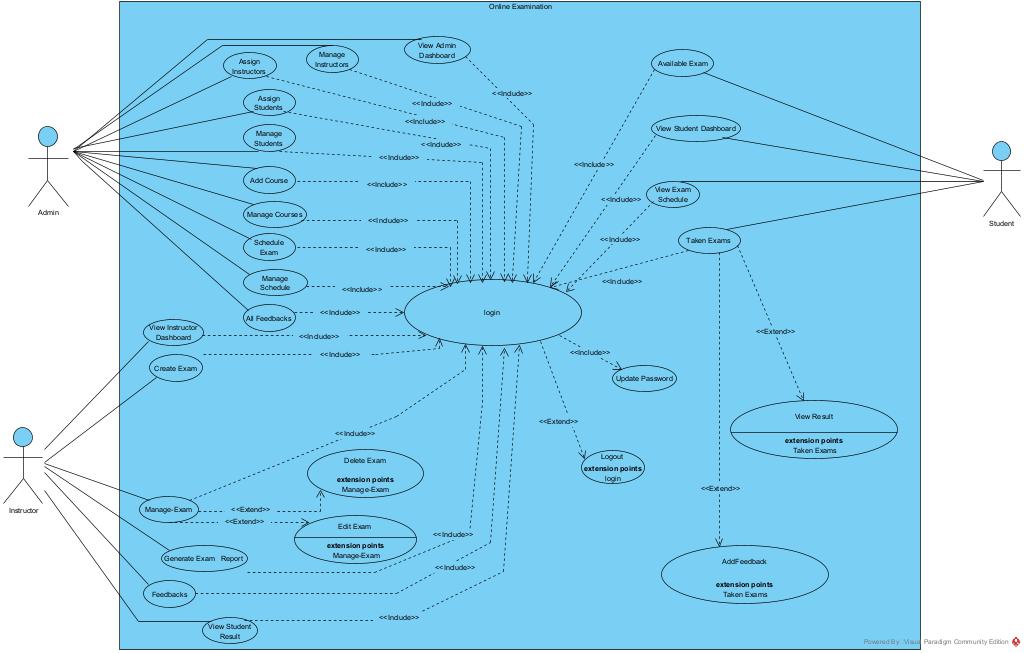 Online Examination
View Admin
Dashboard
Manage
Instructors
Assign
Instructors
Available Exam
<<Include>>
<<Include>>
Assign
Students
<<Include>>
View Student Dashboard
Manage
Students
<<Include>>
<<Include>>
<<Include>>
Add Course
<<Include>>
View Exam
Schedule
<<Include>>
Admin
Manage Courses
<<Include>>
Student
Schedule
Exam
<<Include>>
<<Include>>
Taken Exams
Manage
Schedule
<<Include>>
<<Include>>
All Feedbacks
<<Include>>
login
View Instructor
Dashboard
<<Include>>
<<Extend>>
Create Exam
<<Include>>
<<Include>>
Update Password
View Result
extension points
Taken Exams
<<Include>>
<<Extend>>
Delete Exam
extension points
Manage-Exam
Logout
extension points
login
<<Extend>>
Instructor
Manage-Exam
<<Extend>>
<<Extend>>
Edit Exam
extension points
Manage-Exam
<<Include>>
Generate Exam Report
<<Include>>
AddFeedback
extension points
Taken Exams
Feedbacks
<<Include>>
View Student
Result
Powered By Visual Paradigm Community Edition